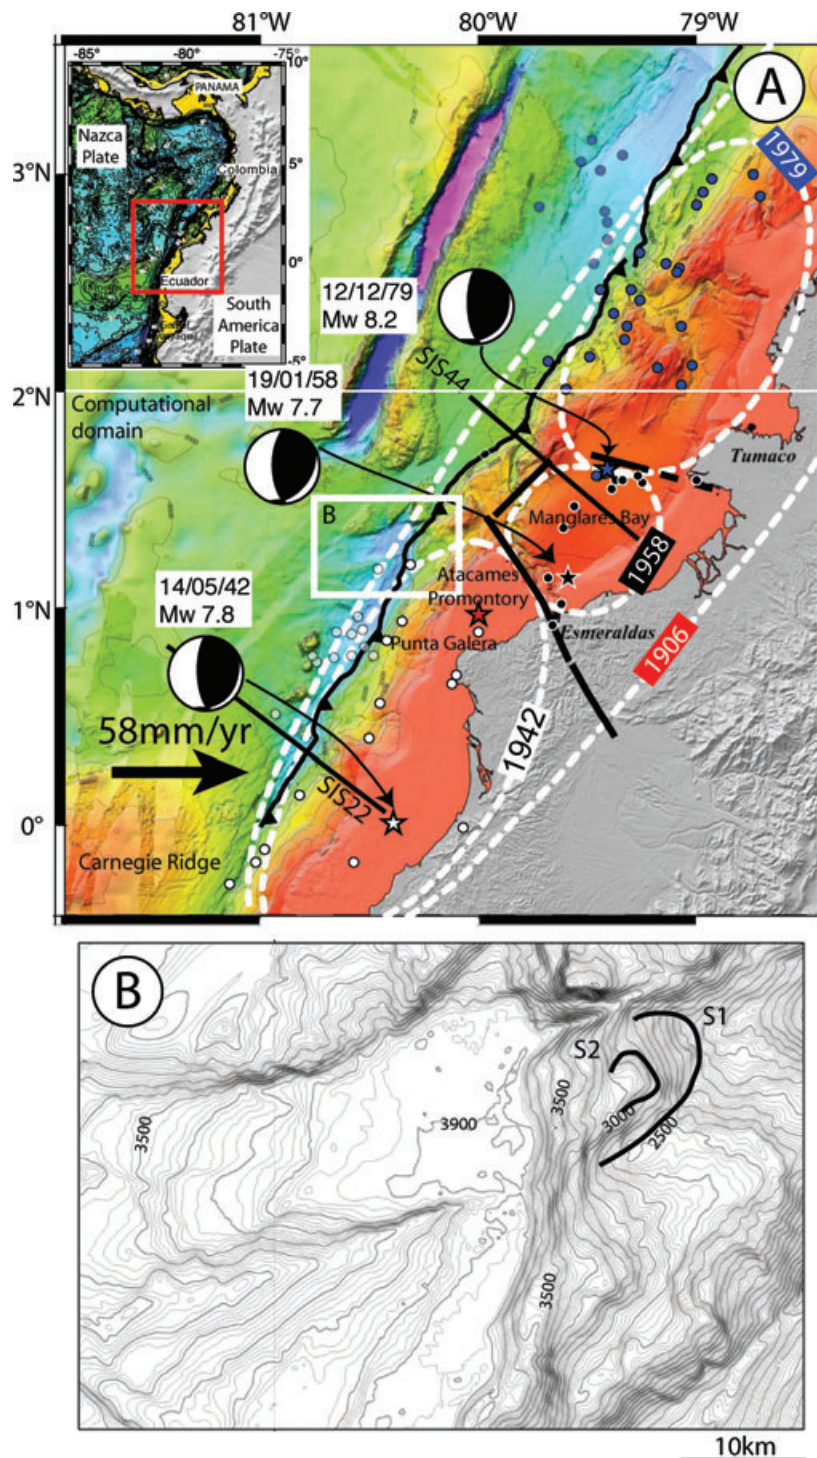 81°W 80°W 79°W
-85° -80° -75°
10°
A
PANAMA
Nazca
Plate
Colombia
5°
3°N
1979
0°
Ecuador
12/12/79
Mw 8.2
South
America
Plate
-5°
SIS44
19/01/58
Mw 7.7
2°N
Computational
domain
Tumaco
B
Manglares Bay
1958
Atacames
Promontory
14/05/42
Mw 7.8
1°N
Esmeraldas
Punta Galera
1906
1942
58mm/yr
SIS22
0°
Carnegie Ridge
B
S1
S2
3500
3500
3900
3000
2500
3500
10km